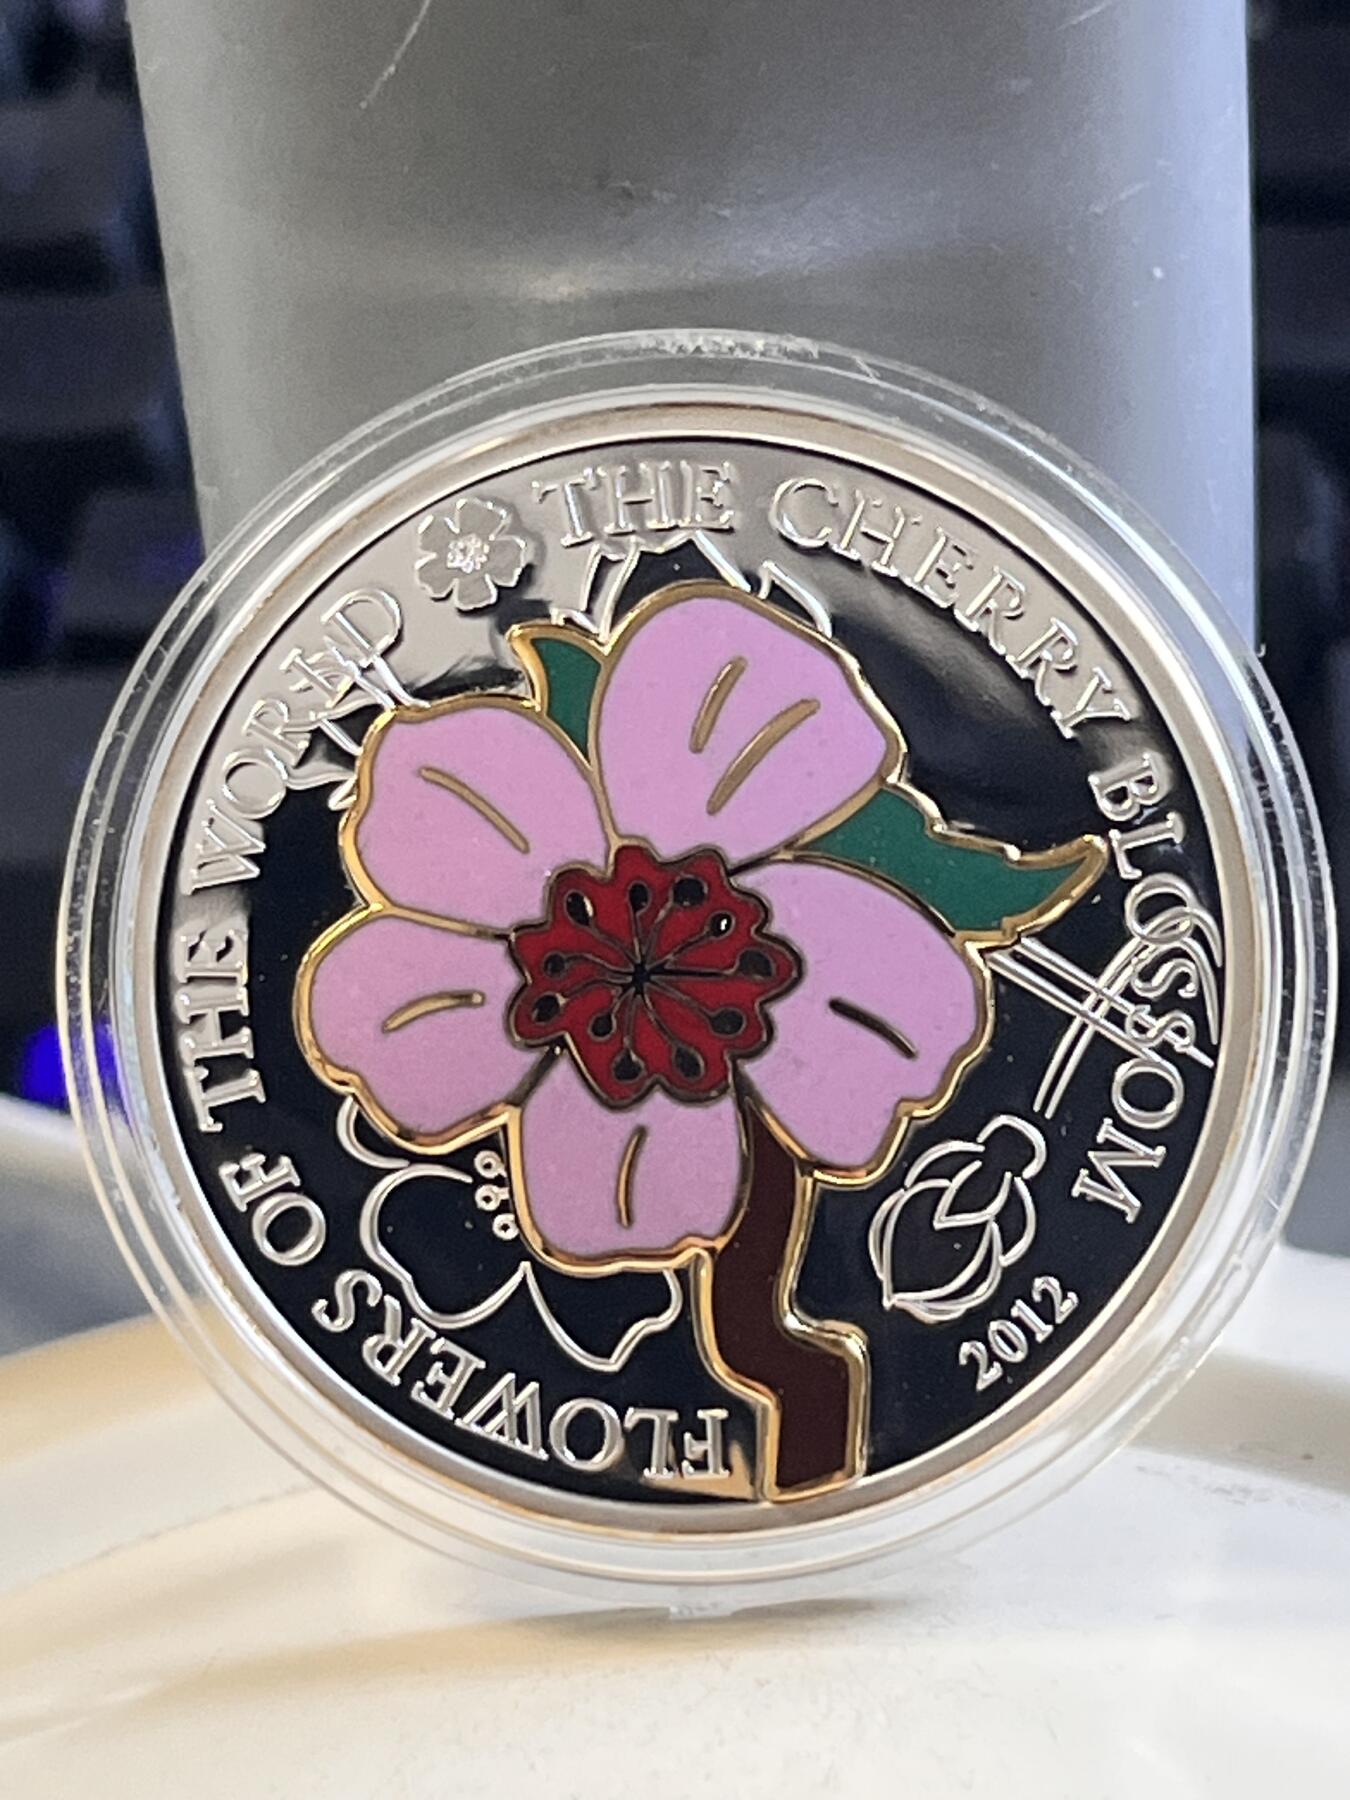 FLOWERS OF THE WORLD
THE CHERRY BLOSSOM
2012